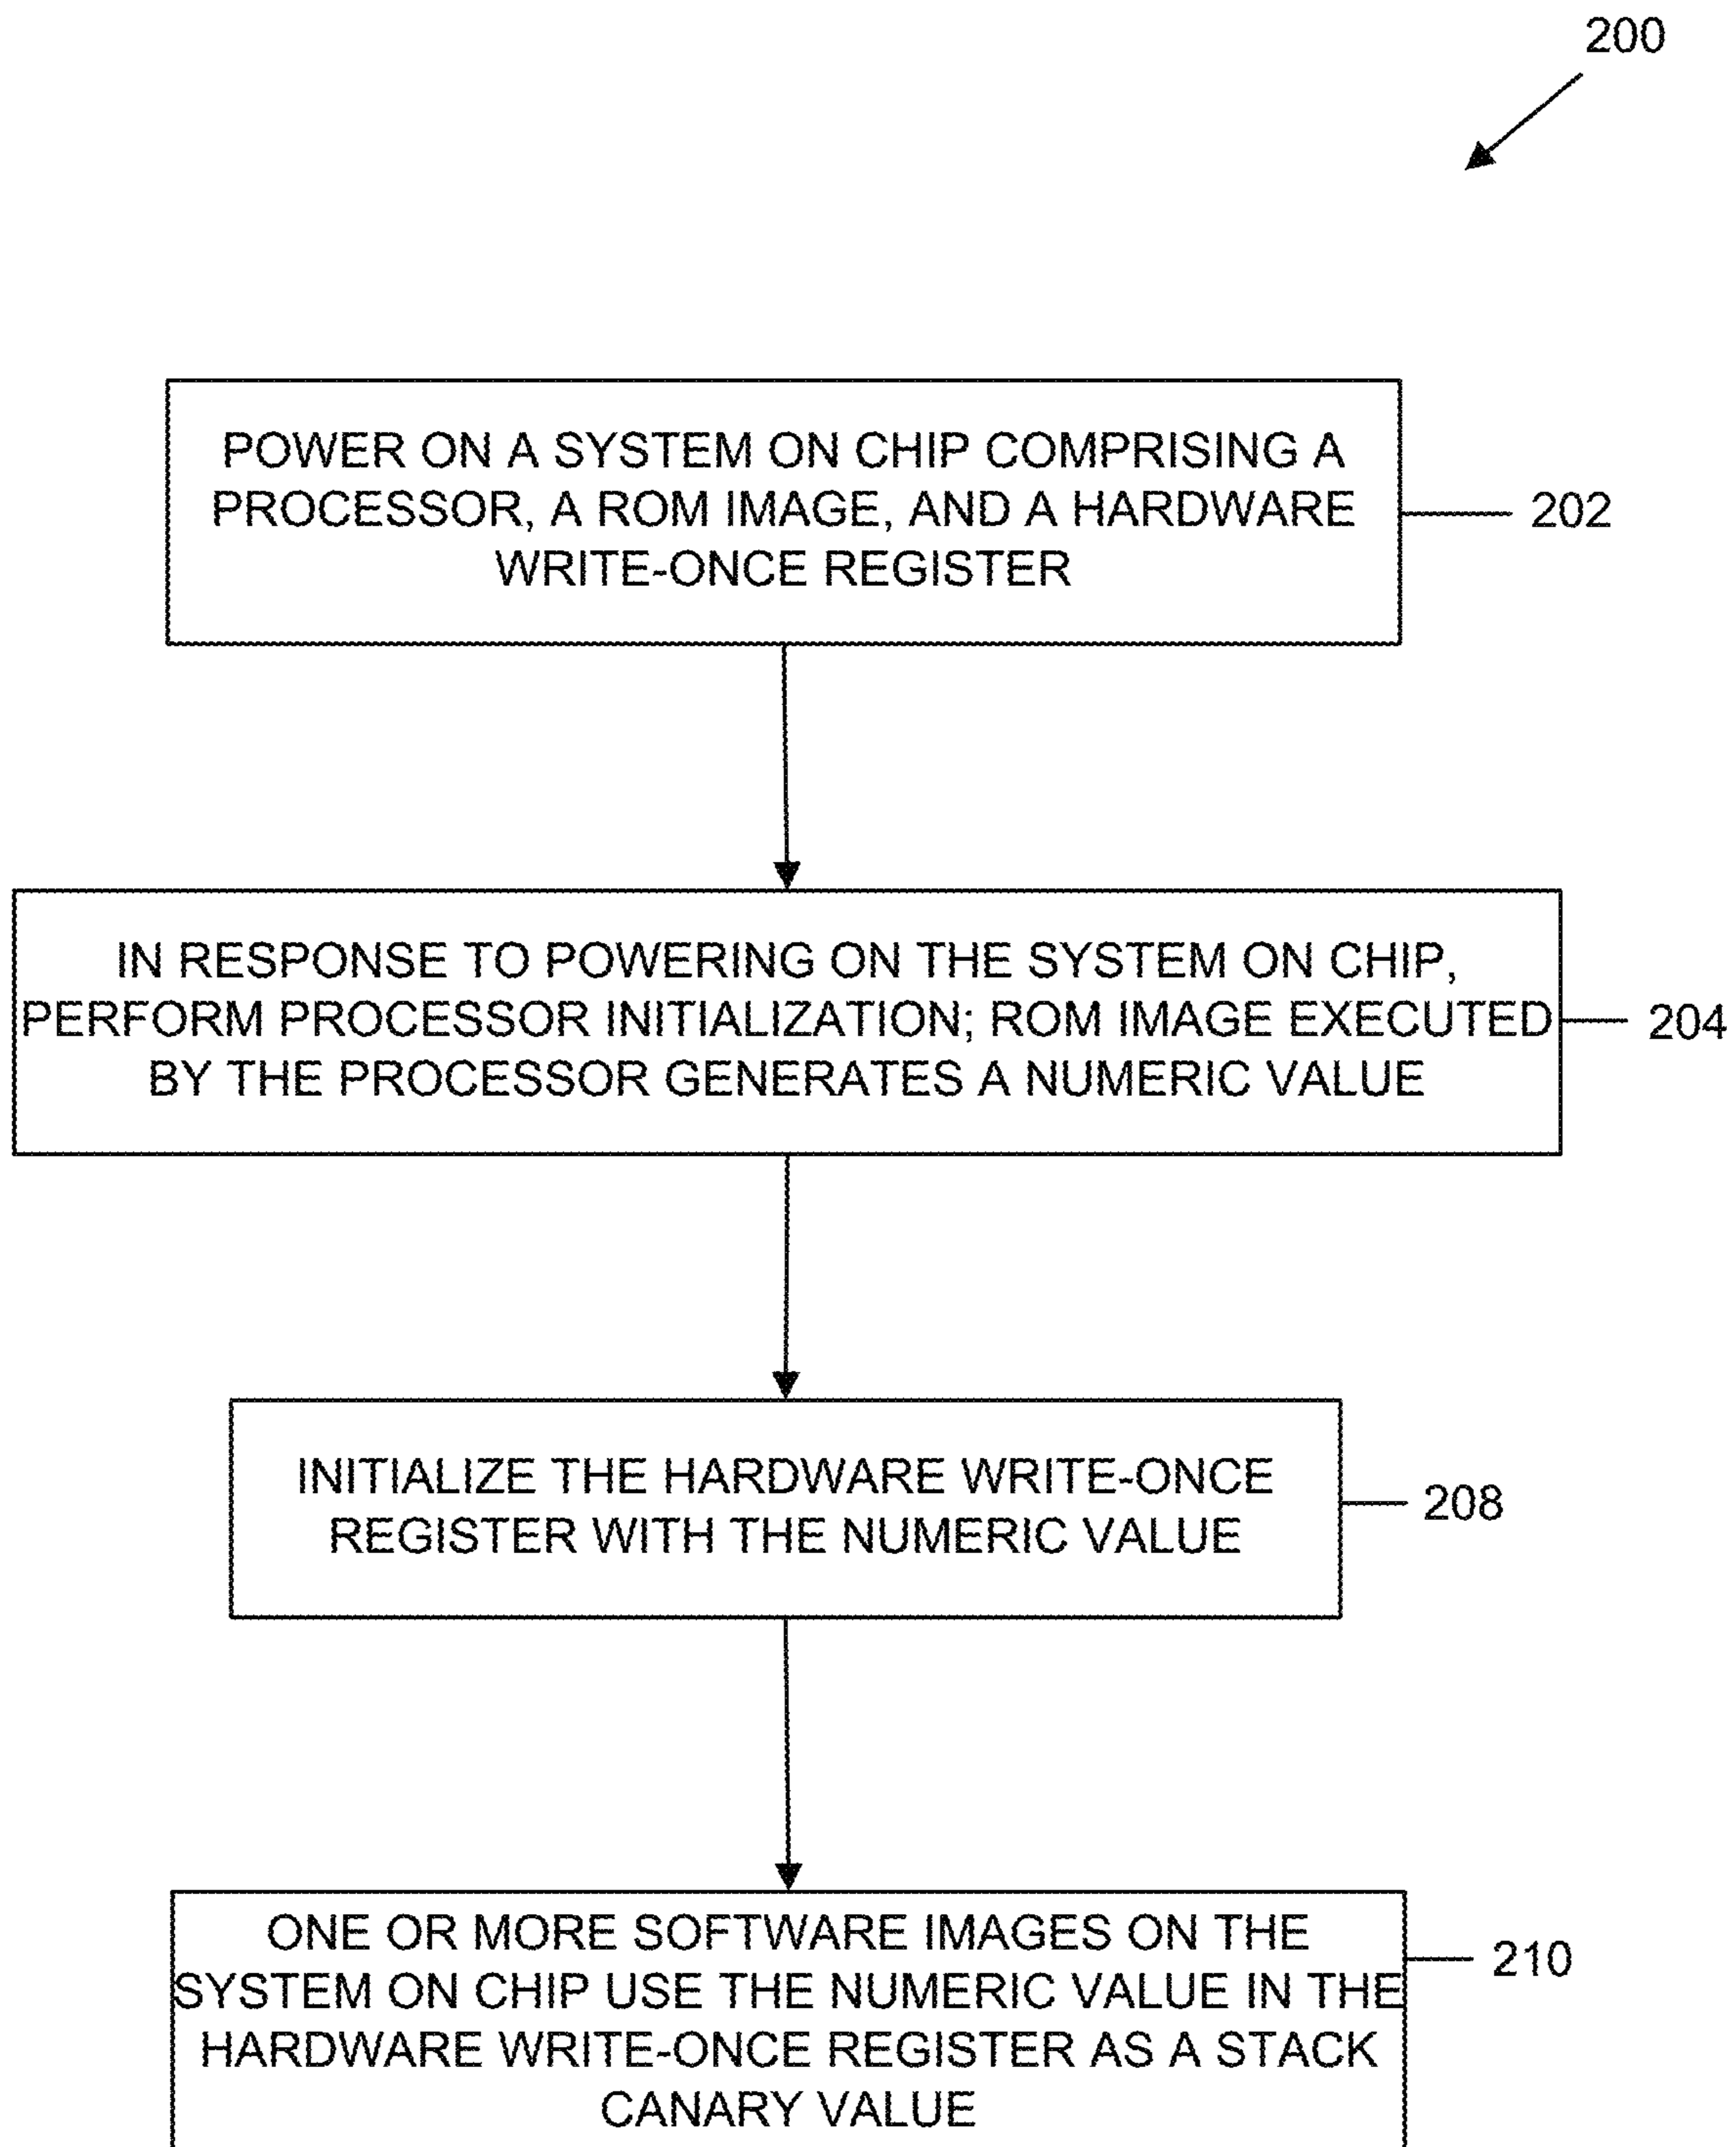 200
POWER ON A SYSTEM ON CHIP COMPRISING A
PROCESSOR, A ROM IMAGE, AND A HARDWARE
WRITE-ONCE REGISTER
202
IN RESPONSE TO POWERING ON THE SYSTEM ON CHIP,
PERFORM PROCESSOR INITIALIZATION; ROM IMAGE EXECUTED
BY THE PROCESSOR GENERATES A NUMERIC VALUE
204
INITIALIZE THE HARDWARE WRITE-ONCE
REGISTER WITH THE NUMERIC VALUE
208
ONE OR MORE SOFTWARE IMAGES ON THE
SYSTEM ON CHIP USE THE NUMERIC VALUE IN THE
HARDWARE WRITE-ONCE REGISTER AS A STACK
CANARY VALUE
210